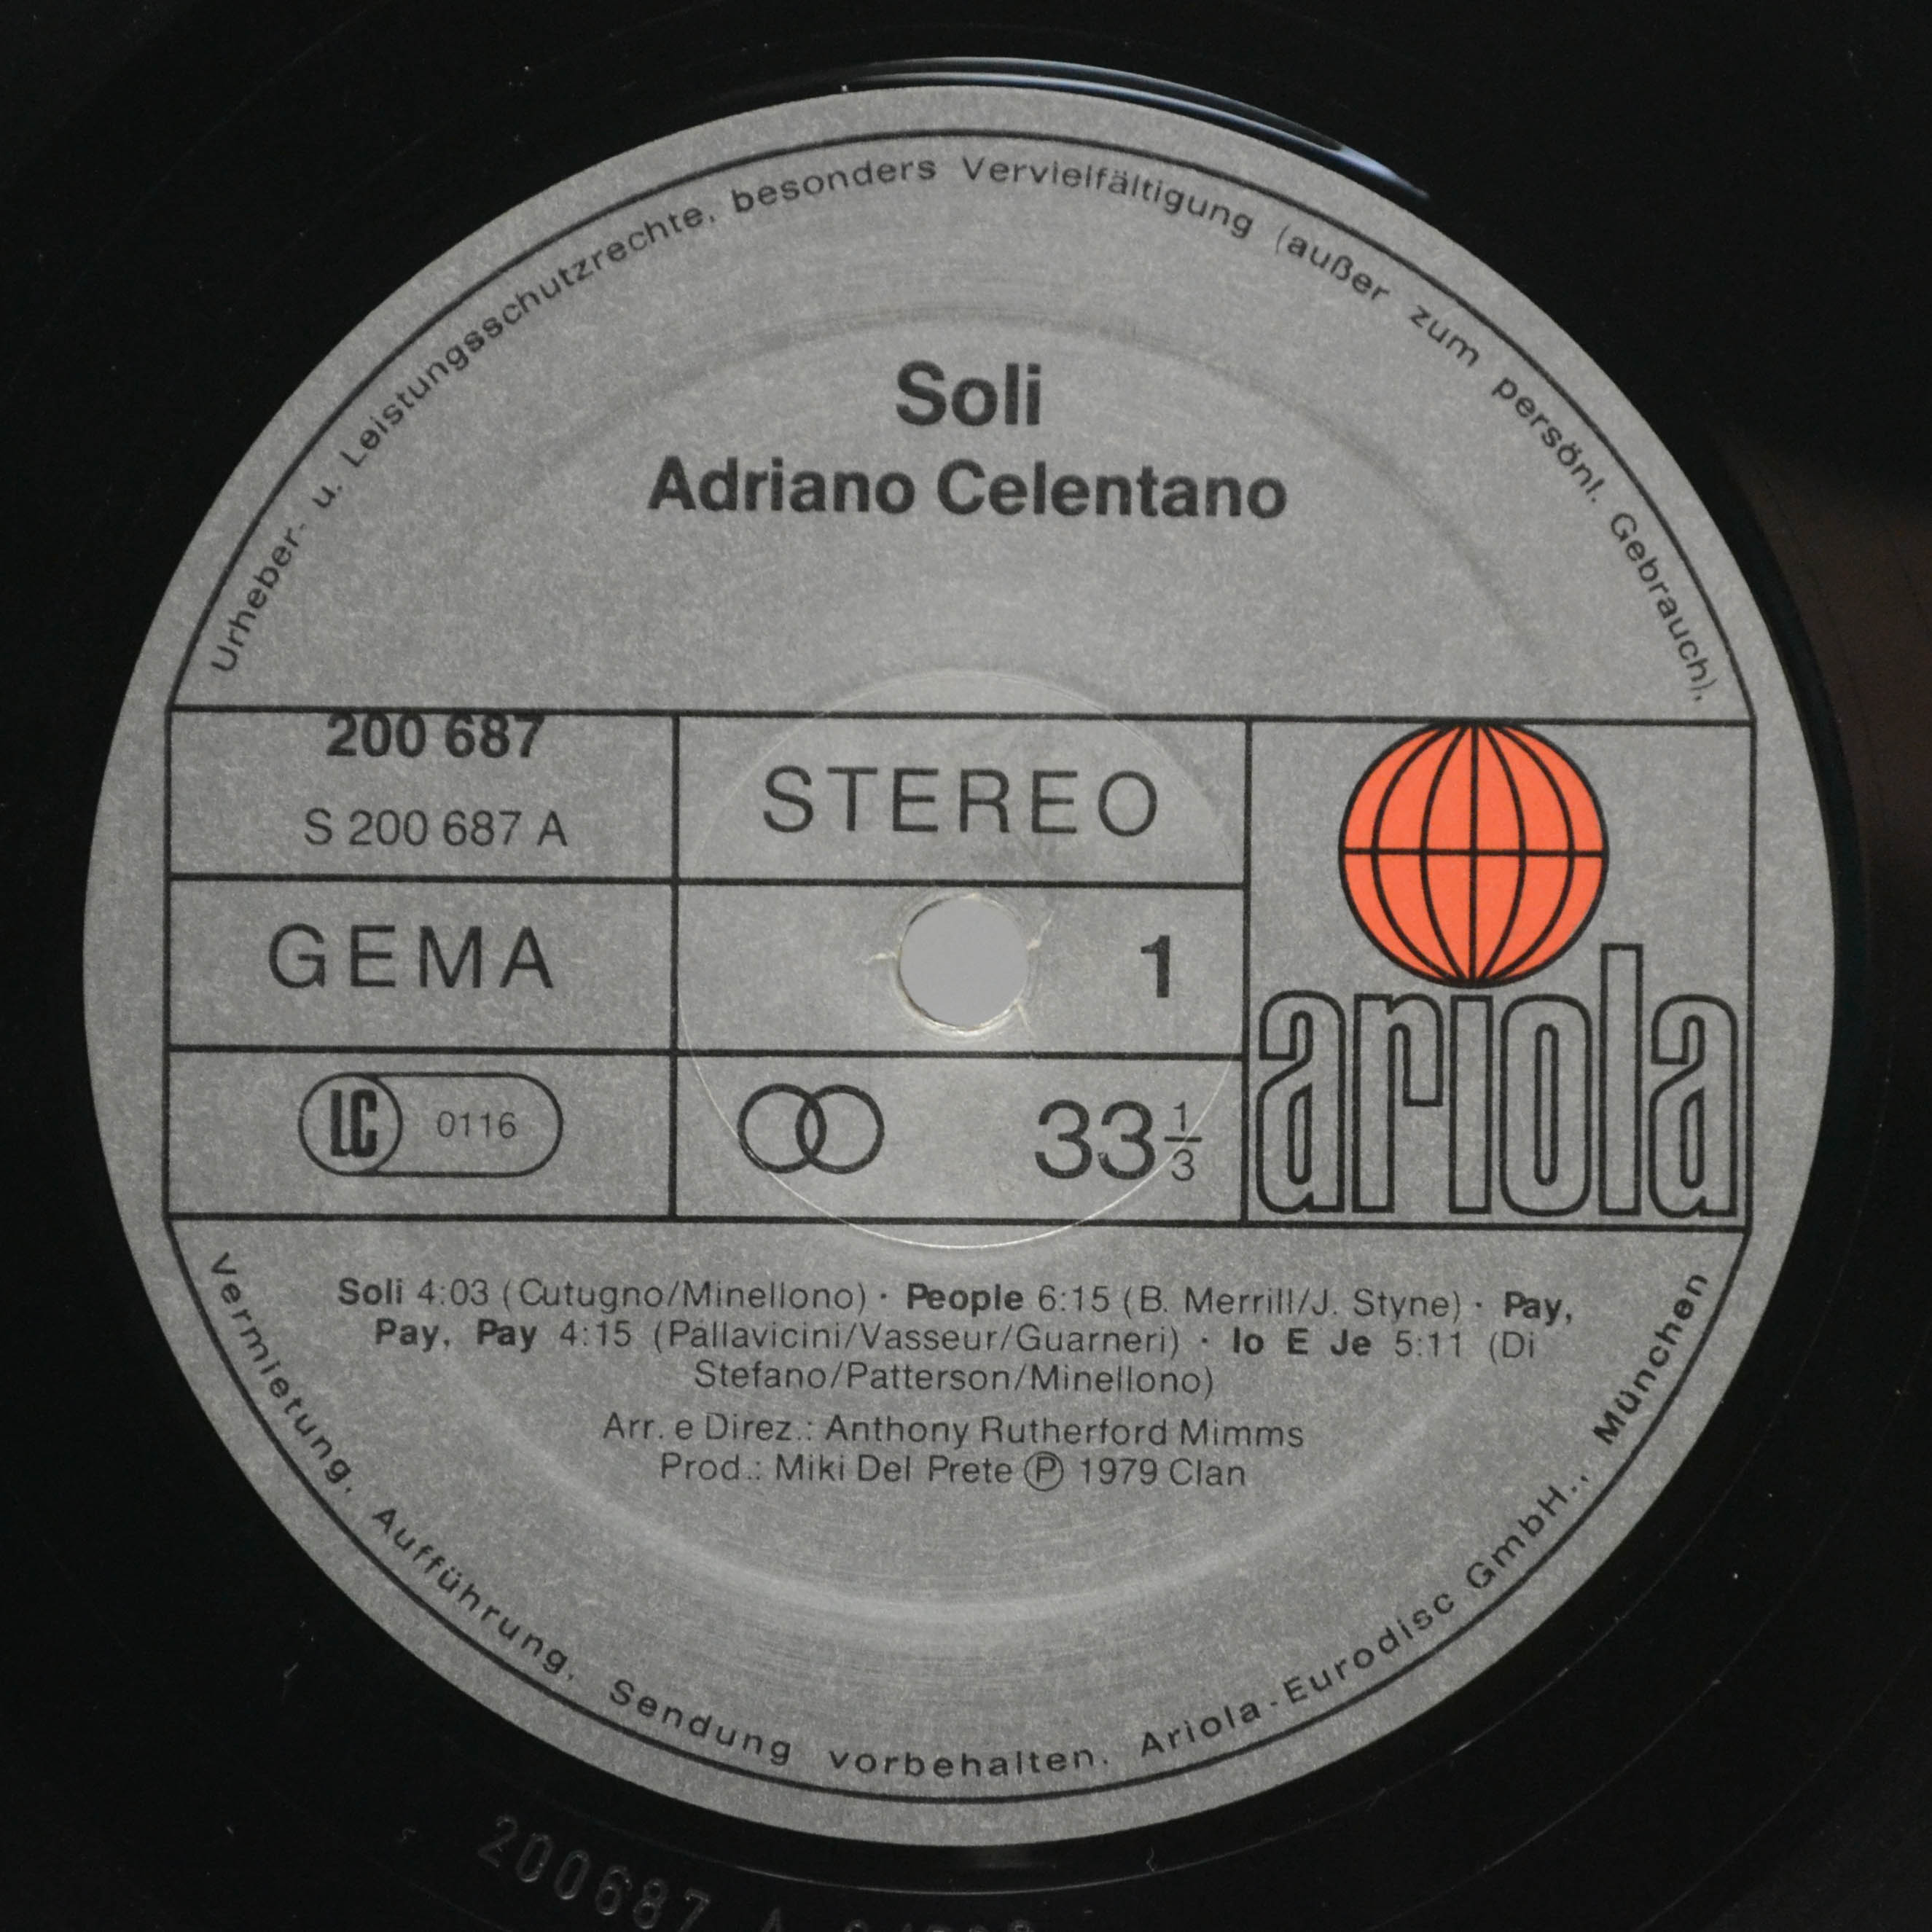 Urheber- u. Leistungsschutzrechte, besonders Vervielfältigung (außer zum persönl. Gebrauch),
Soli
Adriano Celentano
200 687
S 200 687 A
STEREO
GEMA
1
LC 0116
33 1/3
ariola
Soli 4:03 (Cutugno/Minellono) · People 6:15 (B. Merrill/J. Styne) · Pay,
Pay, Pay 4:15 (Pallavicini/Vasseur/Guarneri) · Io E Je 5:11 (Di
Stefano/Patterson/Minellono)
Arr. e Direz.: Anthony Rutherford Mimms
Prod.: Miki Del Prete Ⓟ 1979 Clan
Vermietung, Aufführung, Sendung vorbehalten. Ariola-Eurodisc GmbH., München
200687 A